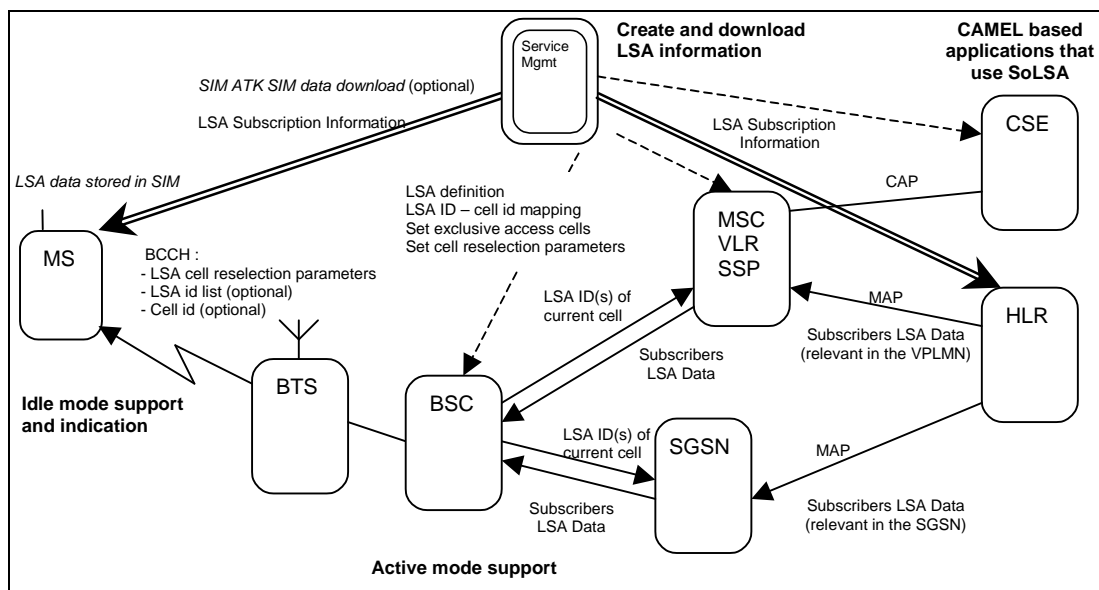 Create and download
LSA information
CAMEL based
applications that
use SoLSA
Service
Mgmt
SIM ATK SIM data download (optional)
LSA Subscription Information
LSA Subscription
Information
CSE
LSA data stored in SIM
CAP
LSA definition
LSA ID – cell id mapping
Set exclusive access cells
Set cell reselection parameters
MSC
VLR
SSP
MS
BCCH :
- LSA cell reselection parameters
- LSA id list (optional)
- Cell id (optional)
LSA ID(s) of
current cell
MAP
HLR
Subscribers LSA Data
(relevant in the VPLMN)
Subscribers
LSA Data
BTS
BSC
Idle mode support
and indication
LSA ID(s) of
current cell
SGSN
MAP
Subscribers
LSA Data
Subscribers LSA Data
(relevant in the SGSN)
Active mode support